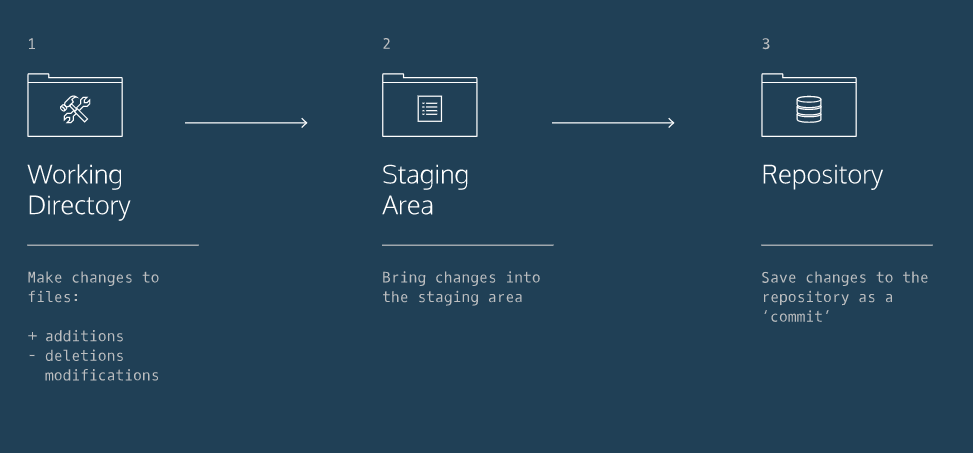 1
Working
Directory
Make changes to
files:
+ additions
- deletions
modifications
2
Staging
Area
Bring changes into
the staging area
3
Repository
Save changes to the
repository as a
‘commit’